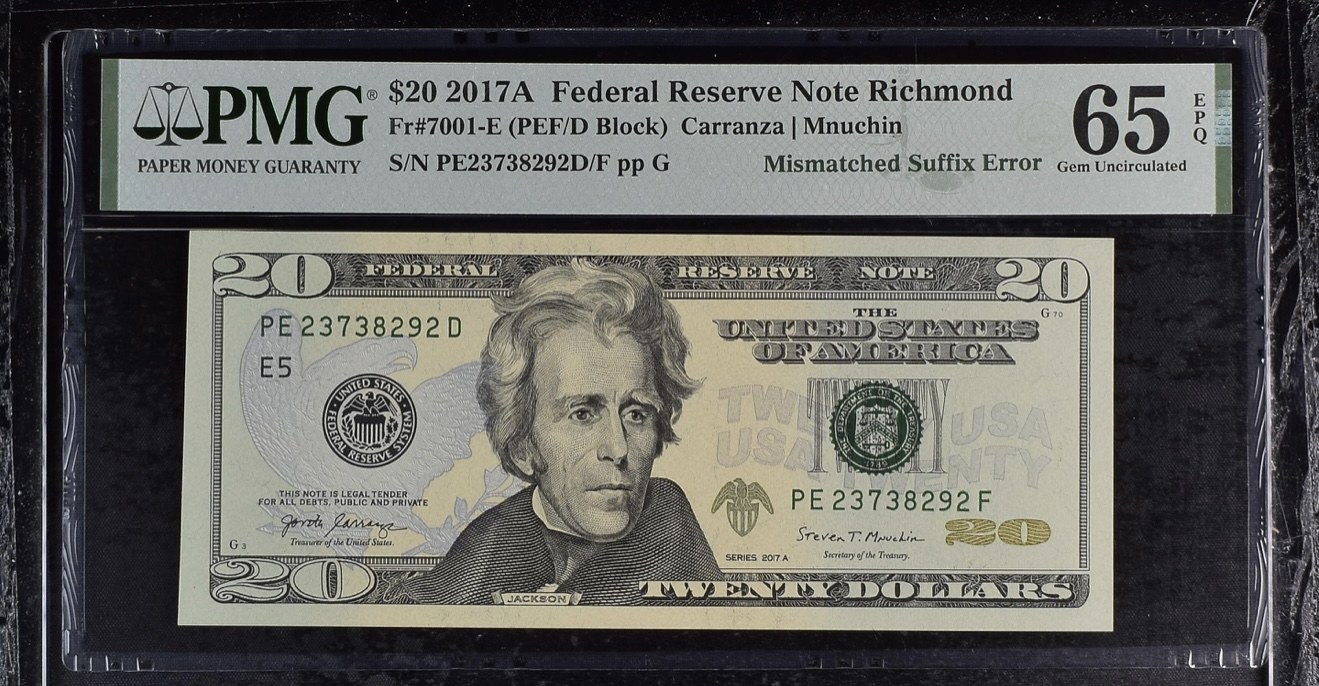 PMG®
PAPER MONEY GUARANTY
$20 2017A Federal Reserve Note Richmond
Fr#7001-E (PEF/D Block) Carranza | Mnuchin
S/N PE23738292D/F pp G
Mismatched Suffix Error
65
EPQ
Gem Uncirculated
20
FEDERAL RESERVE NOTE
20
PE 23738292 D
E5
G 70
THE
UNITED STATES
OF AMERICA
UNITED STATES
FEDERAL RESERVE SYSTEM
TWENTY USA
USA TWENTY
THIS NOTE IS LEGAL TENDER
FOR ALL DEBTS, PUBLIC AND PRIVATE
PE 23738292 F
Steven T. Mnuchin
Treasurer of the United States.
Secretary of the Treasury.
G 3
SERIES 2017 A
20
20
JACKSON
TWENTY DOLLARS